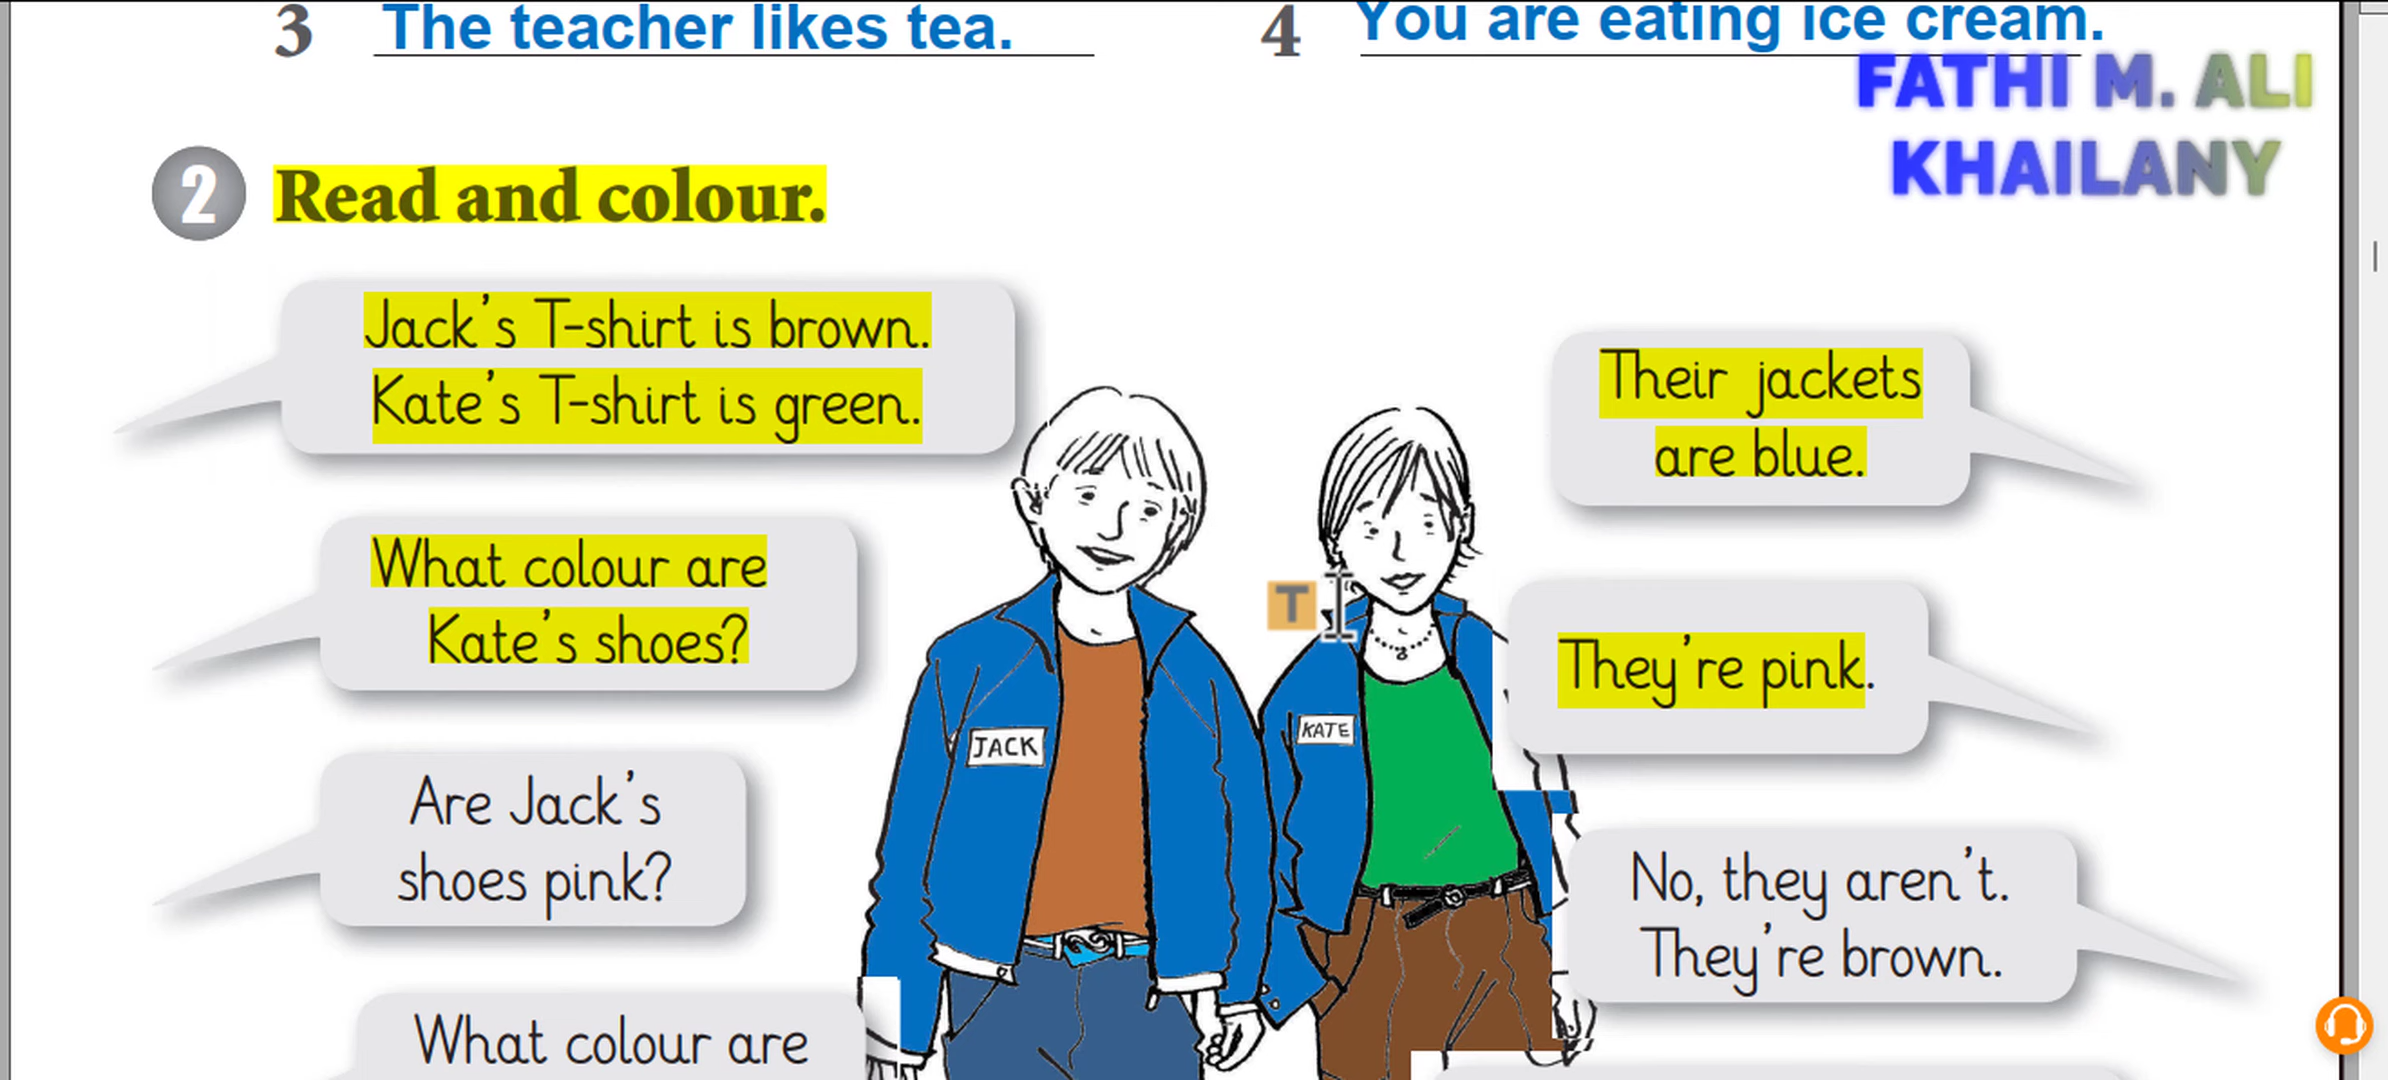 3 The teacher likes tea.
4 You are eating ice cream.
FATHI M. ALI
KHAILANY
2 Read and colour.
Jack's T-shirt is brown.
Kate's T-shirt is green.
Their jackets
are blue.
What colour are
Kate's shoes?
They're pink.
JACK
KATE
Are Jack's
shoes pink?
No, they aren't.
They're brown.
What colour are
T